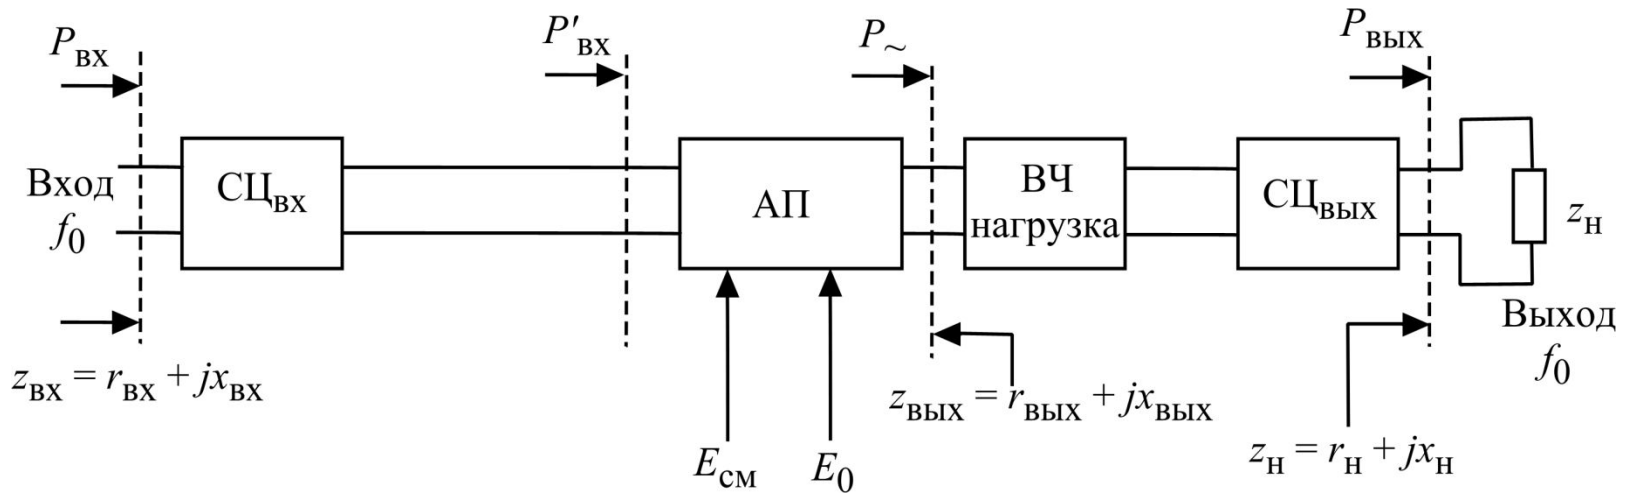 Pвх
P′вх
P~
Pвых
Вход
f0
СЦвх
АП
ВЧ
нагрузка
СЦвых
zн
Выход
f0
zвх = rвх + jxвх
zвых = rвых + jxвых
zн = rн + jxн
Eсм
E0